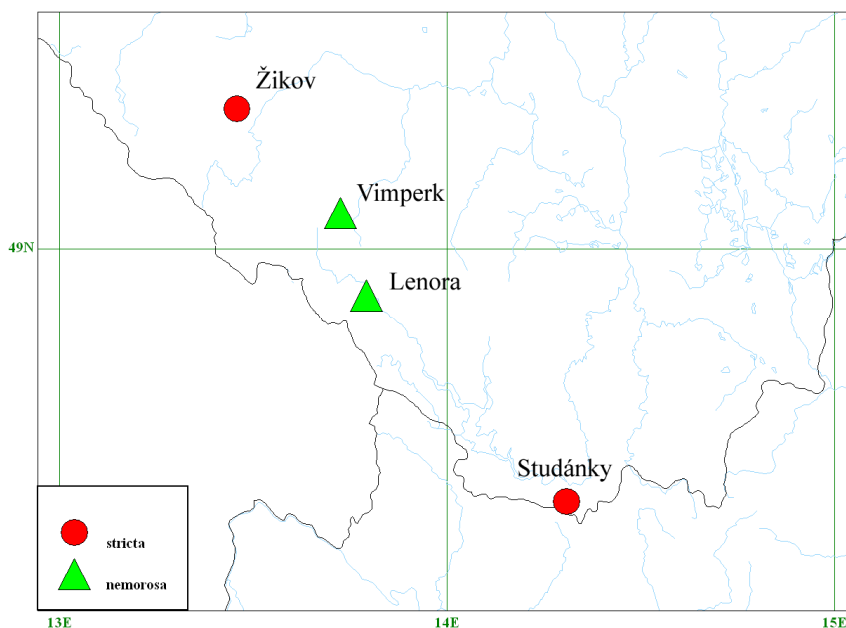 Žikov
Vimperk
49N
Lenora
Studánky
stricta
nemorosa
13E
14E
15E